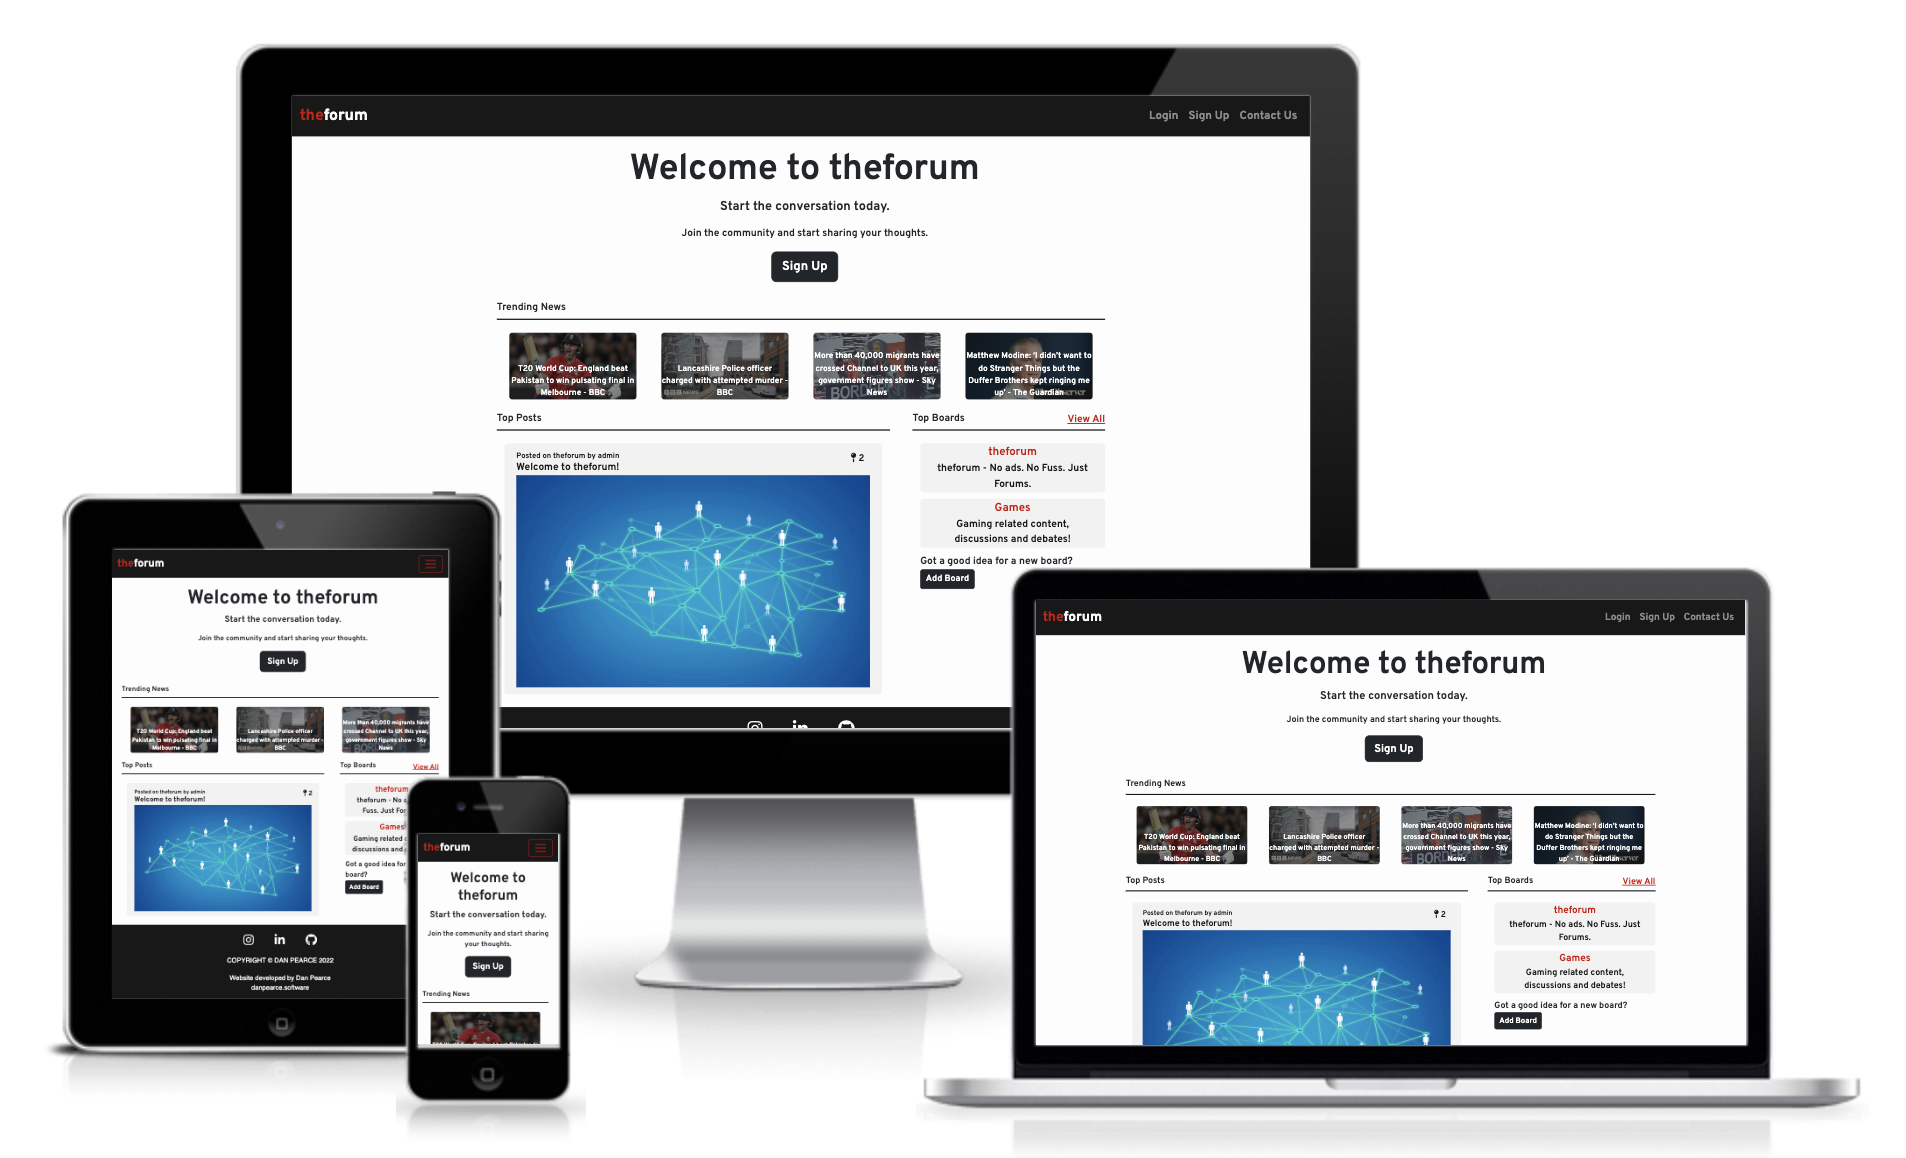 theforum
Login Sign Up Contact Us
Welcome to theforum
Start the conversation today.
Join the community and start sharing your thoughts.
Sign Up
Trending News
T20 World Cup: England beat
Pakistan to win pulsating final in
Melbourne - BBC
Lancashire Police officer
charged with attempted murder -
BBC
More than 40,000 migrants have
crossed Channel to UK this year,
government figures show - Sky
News
Matthew Modine: 'I didn't want to
do Stranger Things but the
Duffer Brothers kept ringing me
up' - The Guardian
Top Posts
Posted on theforum by admin
2
Welcome to theforum!
Top Boards
View All
theforum
theforum - No ads. No Fuss. Just
Forums.
Games
Gaming related content,
discussions and debates!
Got a good idea for a new board?
Add Board
theforum
Welcome to theforum
Start the conversation today.
Join the community and start sharing your thoughts.
Sign Up
Trending News
T20 World Cup: England beat
Pakistan to win pulsating final in
Melbourne - BBC
Lancashire Police officer
charged with attempted murder -
BBC
More than 40,000 migrants have
crossed Channel to UK this year,
government figures show - Sky
News
Top Posts
Posted on theforum by admin
2
Welcome to theforum!
Top Boards
View All
theforum
theforum - No
Fuss. Just
Games
Gaming related
discussions and
Got a good idea for
board?
Add Board
COPYRIGHT © DAN PEARCE 2022
Website developed by Dan Pearce
danpearce.software
theforum
Welcome to
theforum
Start the conversation today.
Join the community and start sharing
your thoughts.
Sign Up
Trending News
theforum
Login Sign Up Contact Us
Welcome to theforum
Start the conversation today.
Join the community and start sharing your thoughts.
Sign Up
Trending News
T20 World Cup: England beat
Pakistan to win pulsating final in
Melbourne - BBC
Lancashire Police officer
charged with attempted murder -
BBC
More than 40,000 migrants have
crossed Channel to UK this year,
government figures show - Sky
News
Matthew Modine: 'I didn't want to
do Stranger Things but the
Duffer Brothers kept ringing me
up' - The Guardian
Top Posts
Posted on theforum by admin
2
Welcome to theforum!
Top Boards
View All
theforum
theforum - No ads. No Fuss. Just
Forums.
Games
Gaming related content,
discussions and debates!
Got a good idea for a new board?
Add Board